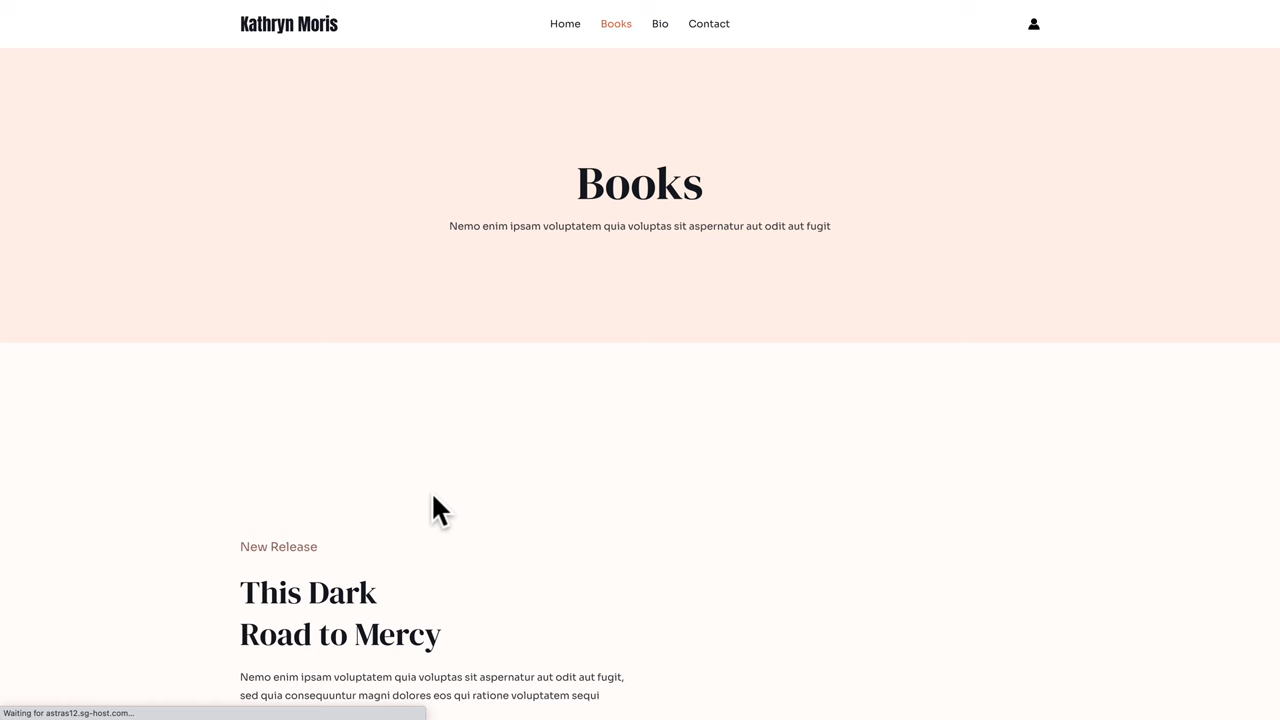 Kathryn Moris
Home
Books
Bio
Contact
Books
Nemo enim ipsam voluptatem quia voluptas sit aspernatur aut odit aut fugit
New Release
This Dark
Road to Mercy
Nemo enim ipsam voluptatem quia voluptas sit aspernatur aut odit aut fugit,
sed quia consequuntur magni dolores eos qui ratione voluptatem sequi
Waiting for astras12.sg-host.com...